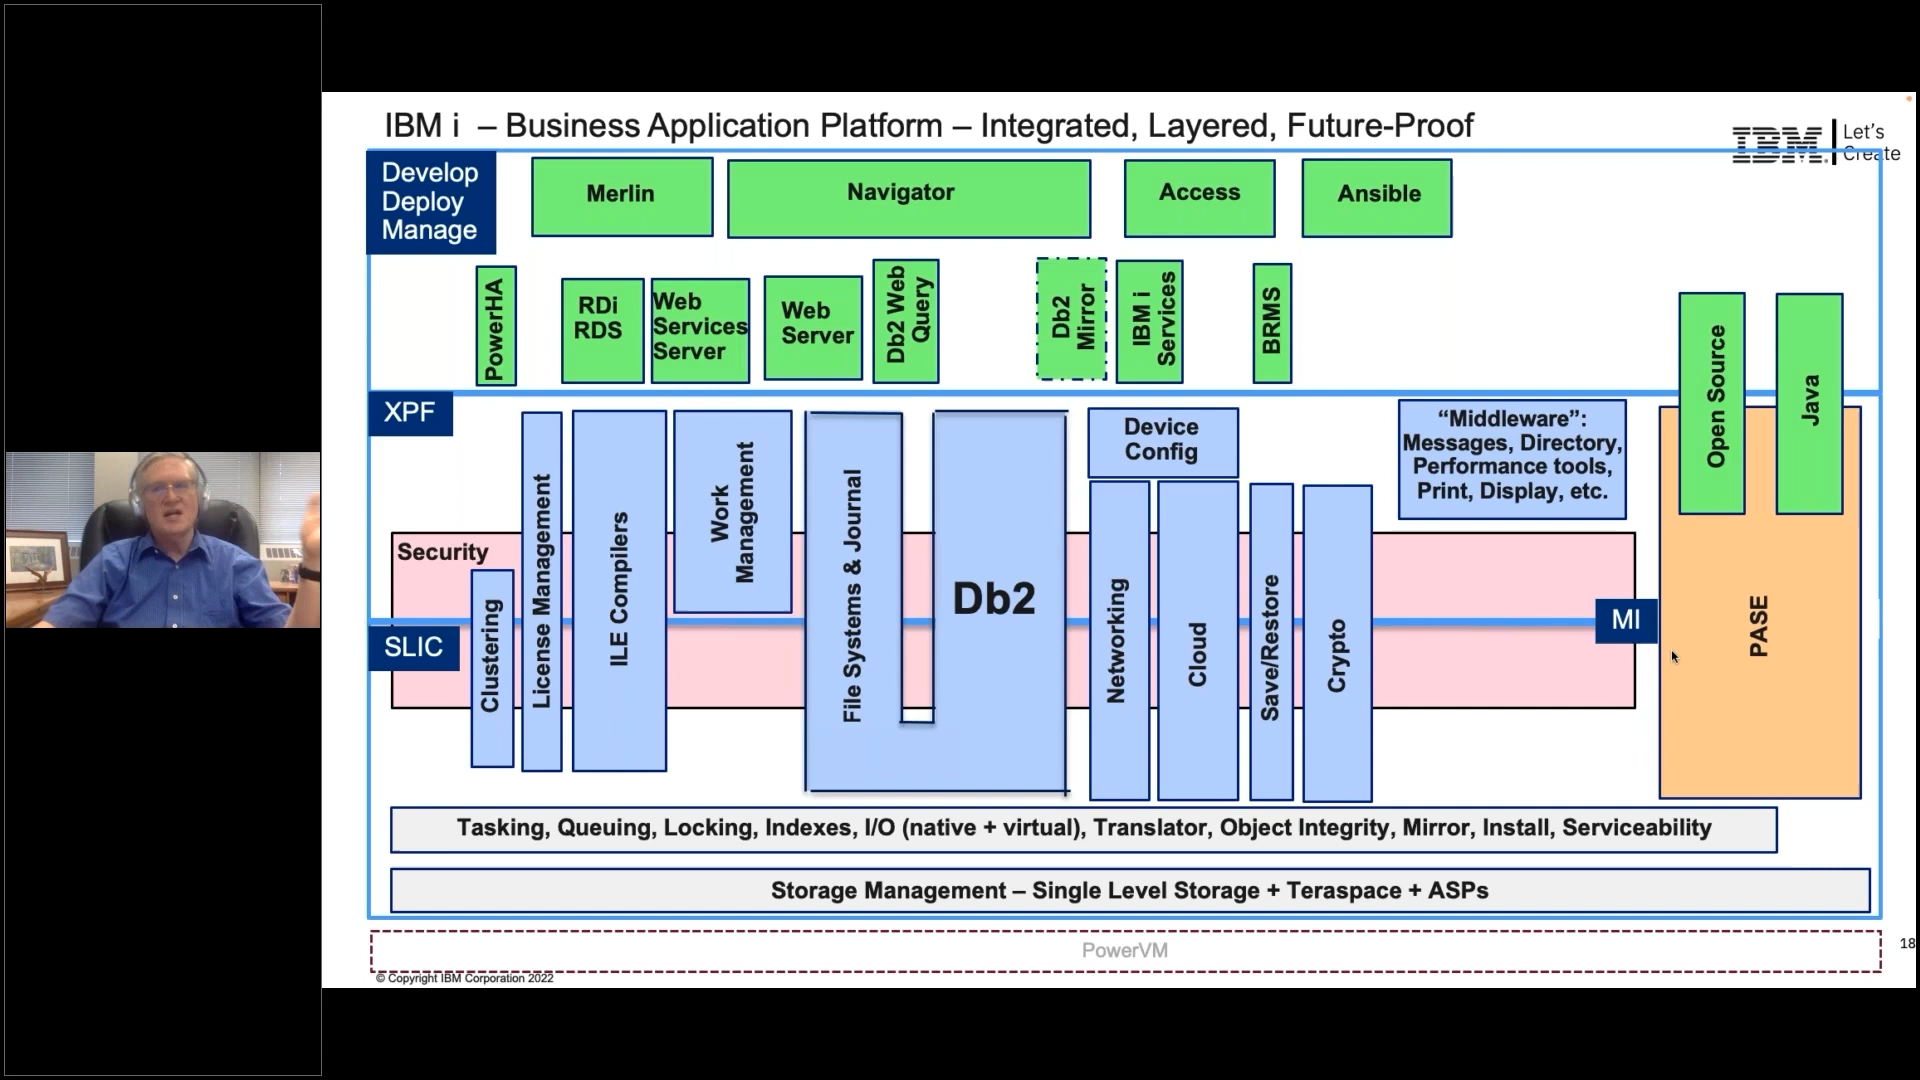 IBM i – Business Application Platform – Integrated, Layered, Future-Proof
IBM
Let's
Create
Develop
Deploy
Manage
Merlin
Navigator
Access
Ansible
PowerHA
RDi
RDS
Web
Services
Server
Web
Server
Db2 Web
Query
Db2
Mirror
IBM i
Services
BRMS
Open Source
Java
XPF
License Management
ILE Compilers
Work
Management
File Systems & Journal
Db2
Device
Config
“Middleware”:
Messages, Directory,
Performance tools,
Print, Display, etc.
Security
Clustering
Networking
Cloud
Save/Restore
Crypto
MI
PASE
SLIC
Tasking, Queuing, Locking, Indexes, I/O (native + virtual), Translator, Object Integrity, Mirror, Install, Serviceability
Storage Management – Single Level Storage + Teraspace + ASPs
PowerVM
18
© Copyright IBM Corporation 2022